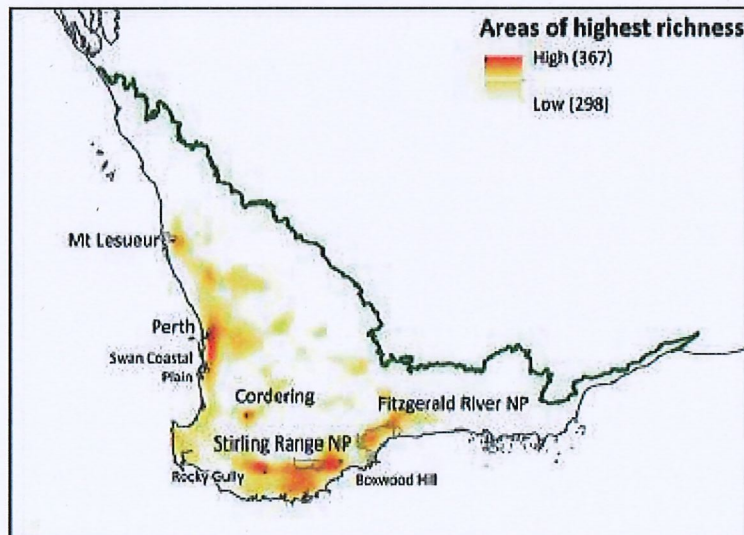 Areas of highest richness
High (367)
Low (298)
Mt Lesueur
Perth
Swan Coastal
Plain
Cordering
Fitzgerald River NP
Stirling Range NP
Rocky Gully
Boxwood Hill